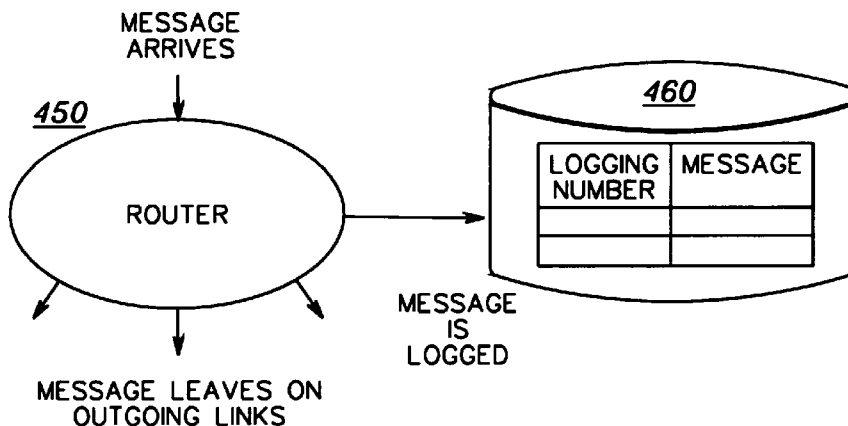 MESSAGE
ARRIVES
450
ROUTER
460
LOGGING
NUMBER
MESSAGE
MESSAGE
IS
LOGGED
MESSAGE LEAVES ON
OUTGOING LINKS